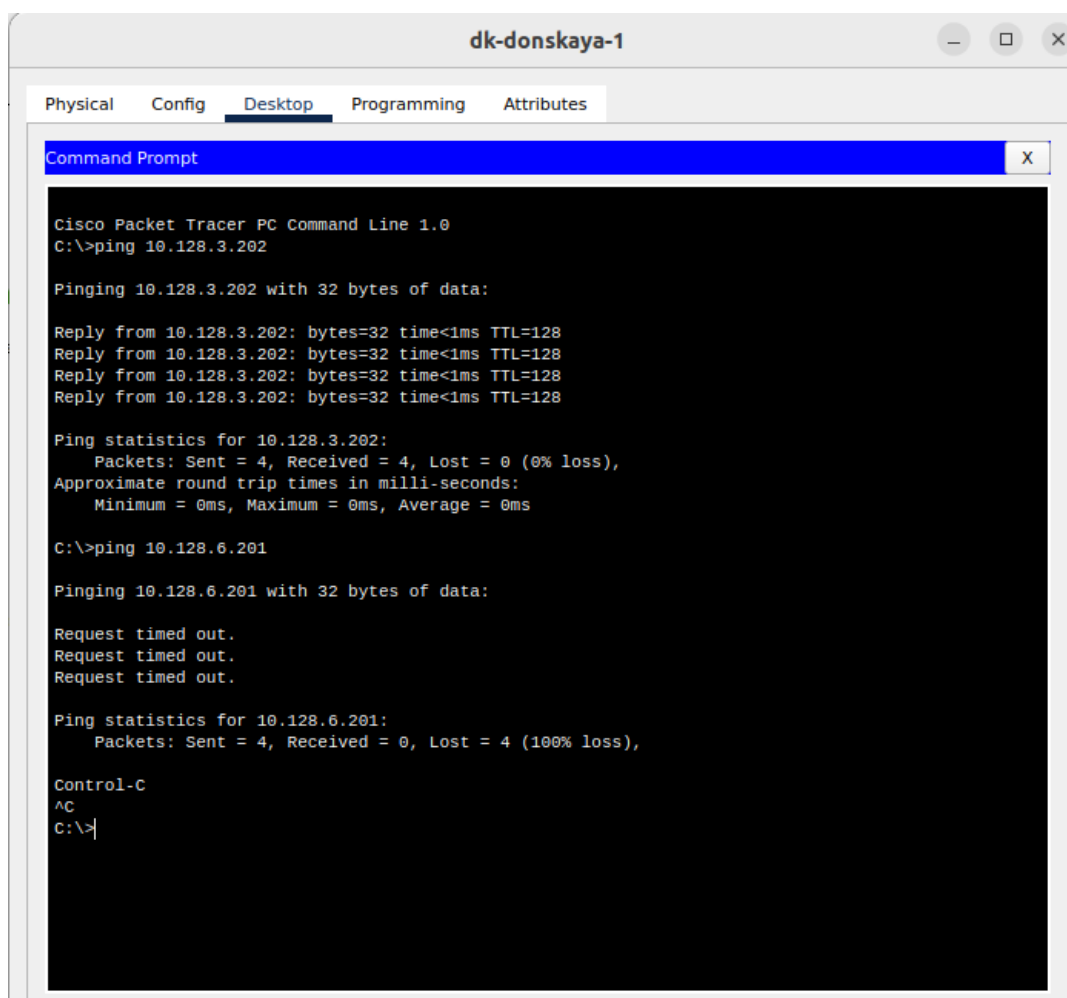 dk-donskaya-1
Physical Config Desktop Programming Attributes
Command Prompt X
Cisco Packet Tracer PC Command Line 1.0
C:\>ping 10.128.3.202
Pinging 10.128.3.202 with 32 bytes of data:
Reply from 10.128.3.202: bytes=32 time<1ms TTL=128
Reply from 10.128.3.202: bytes=32 time<1ms TTL=128
Reply from 10.128.3.202: bytes=32 time<1ms TTL=128
Reply from 10.128.3.202: bytes=32 time<1ms TTL=128
Ping statistics for 10.128.3.202:
Packets: Sent = 4, Received = 4, Lost = 0 (0% loss),
Approximate round trip times in milli-seconds:
Minimum = 0ms, Maximum = 0ms, Average = 0ms
C:\>ping 10.128.6.201
Pinging 10.128.6.201 with 32 bytes of data:
Request timed out.
Request timed out.
Request timed out.
Ping statistics for 10.128.6.201:
Packets: Sent = 4, Received = 0, Lost = 4 (100% loss),
Control-C
^C
C:\>